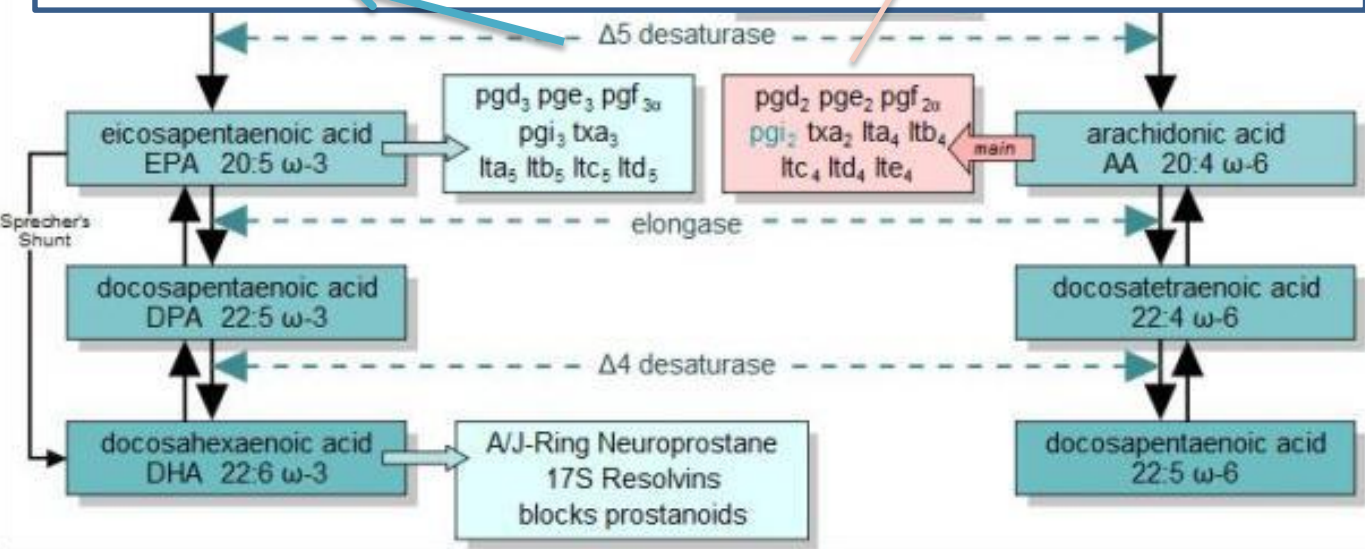 Δ5 desaturase
pgd₃ pge₃ pgf₃α
pgi₃ txa₃
lta₅ ltb₅ ltc₅ ltd₅
pgd₂ pge₂ pgf₂α
pgi₂ txa₂ lta₄ ltb₄
ltc₄ ltd₄ lte₄
main
eicosapentaenoic acid
EPA 20:5 ω-3
arachidonic acid
AA 20:4 ω-6
Sprecher's
Shunt
elongase
docosapentaenoic acid
DPA 22:5 ω-3
docosatetraenoic acid
22:4 ω-6
Δ4 desaturase
docosahexaenoic acid
DHA 22:6 ω-3
A/J-Ring Neuroprostane
17S Resolvins
blocks prostanoids
docosapentaenoic acid
22:5 ω-6